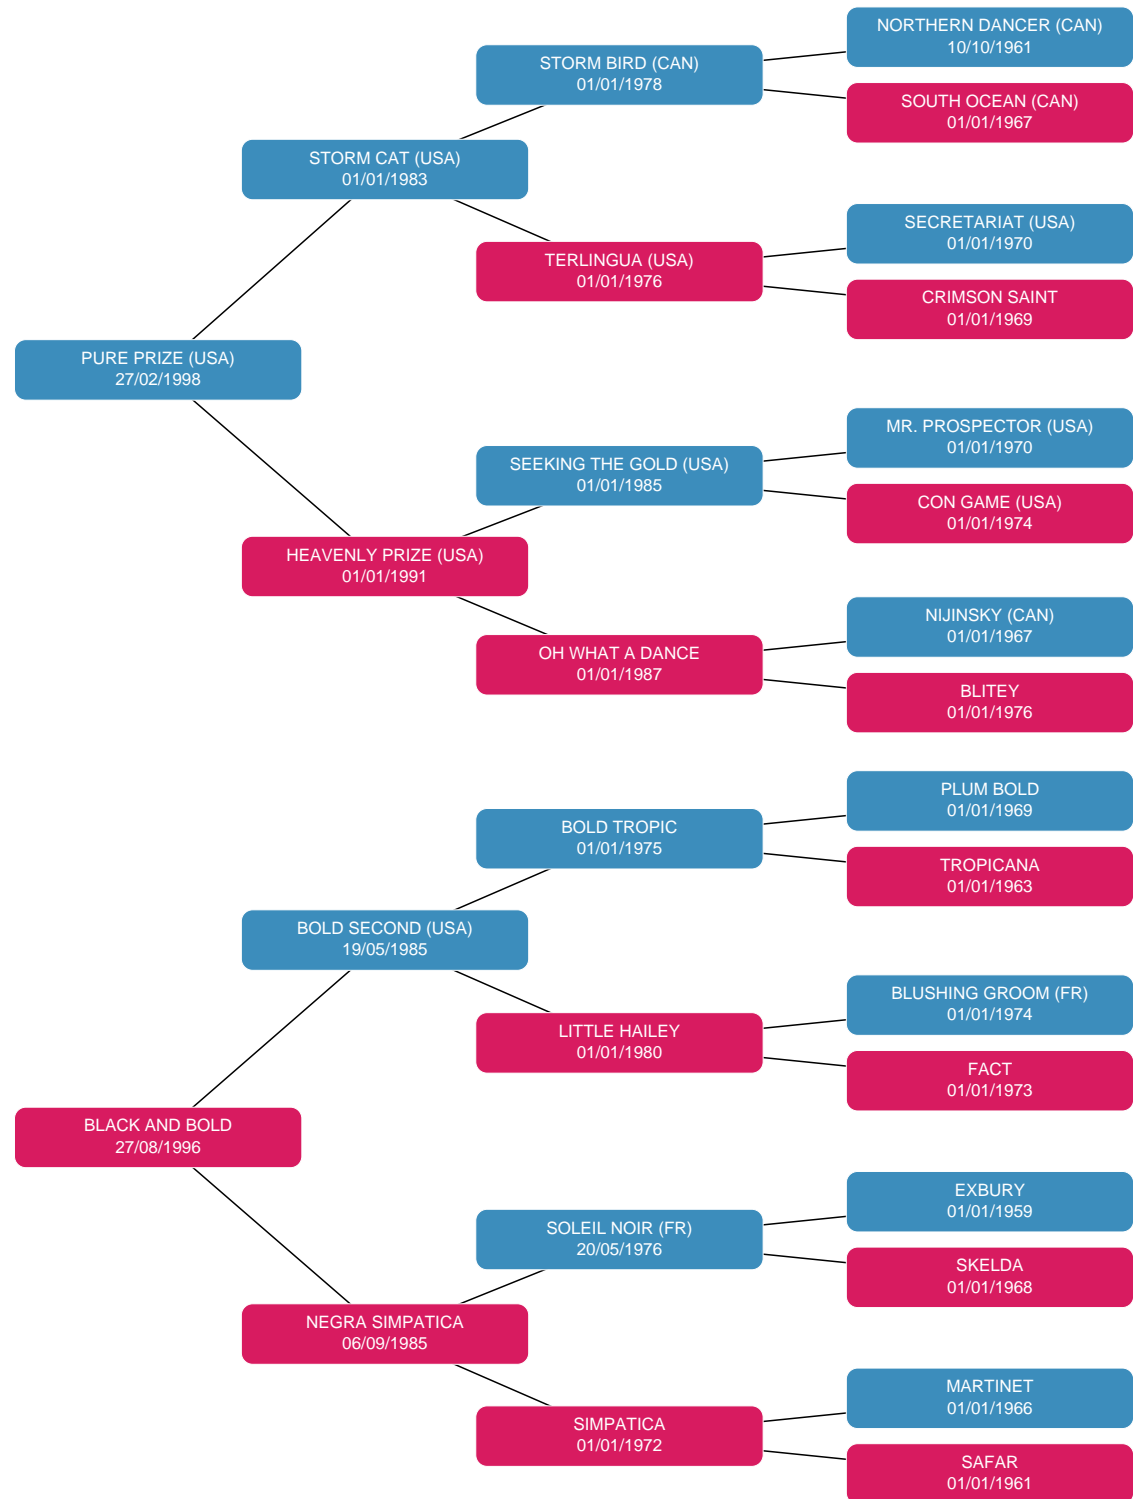 NORTHERN DANCER (CAN)
10/10/1961
STORM BIRD (CAN)
01/01/1978
SOUTH OCEAN (CAN)
01/01/1967
STORM CAT (USA)
01/01/1983
SECRETARIAT (USA)
01/01/1970
TERLINGUA (USA)
01/01/1976
CRIMSON SAINT
01/01/1969
PURE PRIZE (USA)
27/02/1998
MR. PROSPECTOR (USA)
01/01/1970
SEEKING THE GOLD (USA)
01/01/1985
CON GAME (USA)
01/01/1974
HEAVENLY PRIZE (USA)
01/01/1991
NIJINSKY (CAN)
01/01/1967
OH WHAT A DANCE
01/01/1987
BLITEY
01/01/1976
PLUM BOLD
01/01/1969
BOLD TROPIC
01/01/1975
TROPICANA
01/01/1963
BOLD SECOND (USA)
19/05/1985
BLUSHING GROOM (FR)
01/01/1974
LITTLE HAILEY
01/01/1980
FACT
01/01/1973
BLACK AND BOLD
27/08/1996
EXBURY
01/01/1959
SOLEIL NOIR (FR)
20/05/1976
SKELDA
01/01/1968
NEGRA SIMPATICA
06/09/1985
MARTINET
01/01/1966
SIMPATICA
01/01/1972
SAFAR
01/01/1961